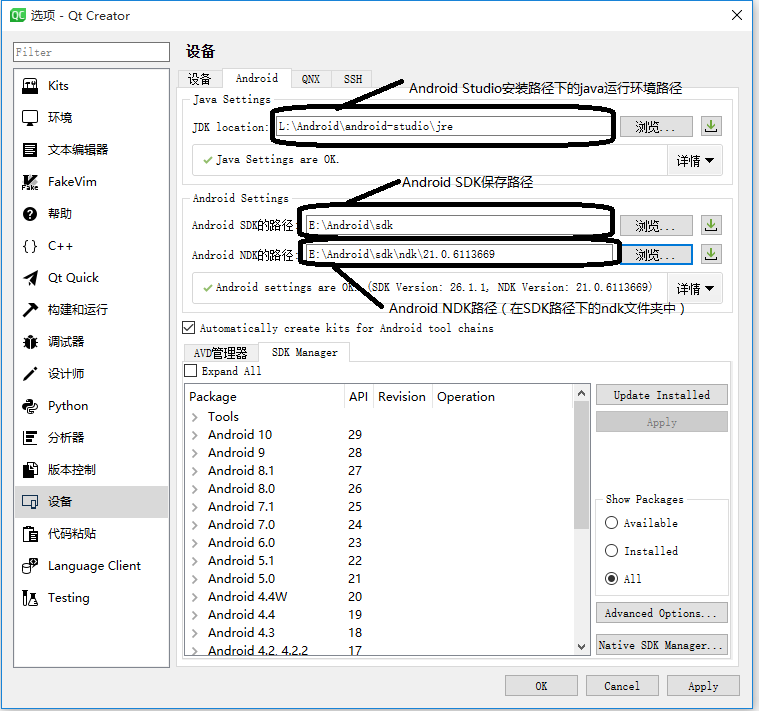 选项 - Qt Creator
Filter
Kits
环境
文本编辑器
FakeVim
帮助
C++
Qt Quick
构建和运行
调试器
设计师
Python
分析器
版本控制
设备
代码粘贴
Language Client
Testing
设备
设备 Android QNX SSH
Android Studio安装路径下的java运行环境路径
Java Settings
JDK location: L:\Android\android-studio\jre 浏览...
Java Settings are OK. 详情
Android SDK保存路径
Android Settings
Android SDK的路径: E:\Android\sdk 浏览...
Android NDK的路径: E:\Android\sdk\ndk\21.0.6113669 浏览...
Android settings are OK. (SDK Version: 26.1.1, NDK Version: 21.0.6113669) 详情
Android NDK路径（在SDK路径下的ndk文件夹中）
Automatically create kits for Android tool chains
AVD管理器 SDK Manager
Expand All
Package API Revision Operation
Tools
Android 10 29
Android 9 28
Android 8.1 27
Android 8.0 26
Android 7.1 25
Android 7.0 24
Android 6.0 23
Android 5.1 22
Android 5.0 21
Android 4.4W 20
Android 4.4 19
Android 4.3 18
Android 4.2, 4.2.2 17
Update Installed
Apply
Show Packages
Available
Installed
All
Advanced Options...
Native SDK Manager...
OK Cancel Apply